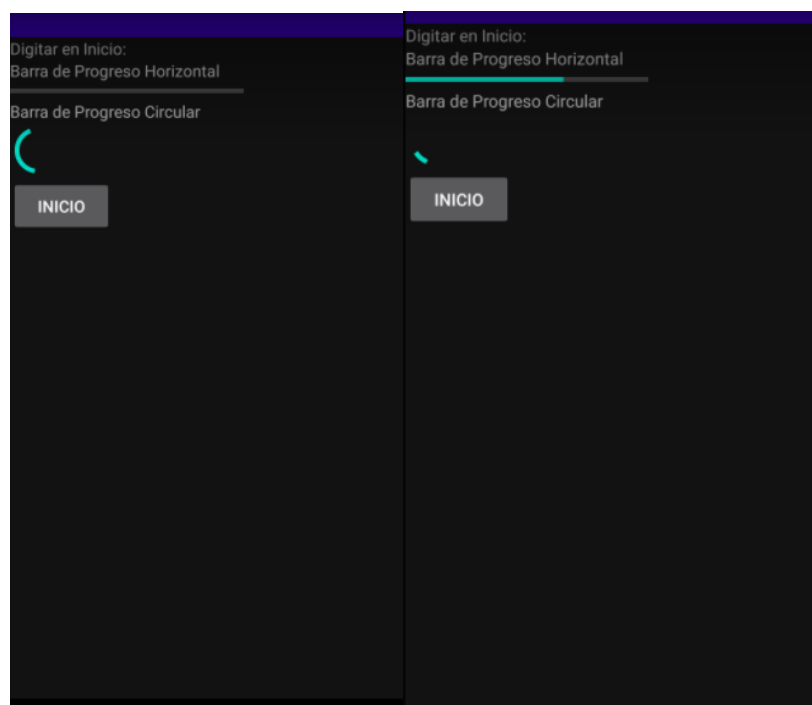 Digitar en Inicio:
Barra de Progreso Horizontal
Barra de Progreso Circular
INICIO
Digitar en Inicio:
Barra de Progreso Horizontal
Barra de Progreso Circular
INICIO